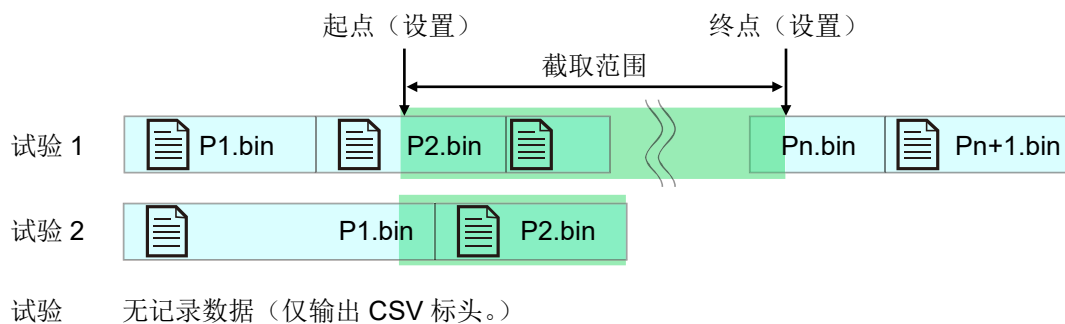 起点（设置） 终点（设置）
截取范围
试验 1 P1.bin P2.bin Pn.bin Pn+1.bin
试验 2 P1.bin P2.bin
试验 无记录数据（仅输出 CSV 标头。）